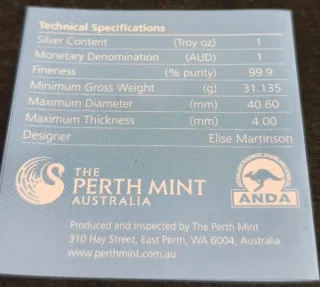 Technical Specifications
Silver Content (Troy oz) 1
Monetary Denomination (AUD) 1
Fineness (% purity) 99.9
Minimum Gross Weight (g) 31.135
Maximum Diameter (mm) 40.60
Maximum Thickness (mm) 4.00
Designer Elise Martinson
THE
PERTH MINT
AUSTRALIA
ANDA
Produced and inspected by The Perth Mint
310 Hay Street, East Perth, WA 6004, Australia
www.perthmint.com.au